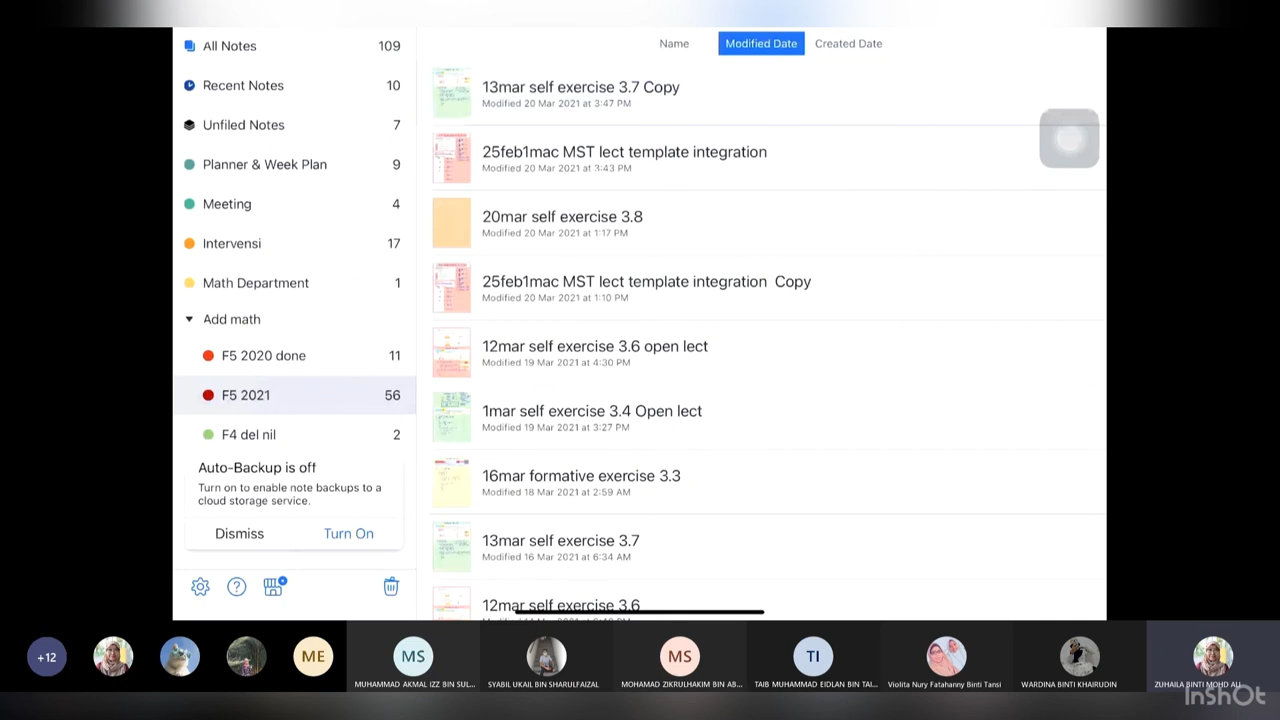 All Notes 109
Recent Notes 10
Unfiled Notes 7
Planner & Week Plan 9
Meeting 4
Intervensi 17
Math Department 1
Add math
F5 2020 done 11
F5 2021 56
F4 del nil 2
Auto-Backup is off
Turn on to enable note backups to a
cloud storage service.
Dismiss Turn On
Name Modified Date Created Date
13mar self exercise 3.7 Copy
Modified 20 Mar 2021 at 3:47 PM
25feb1mac MST lect template integration
Modified 20 Mar 2021 at 3:43 PM
20mar self exercise 3.8
Modified 20 Mar 2021 at 1:17 PM
25feb1mac MST lect template integration Copy
Modified 20 Mar 2021 at 1:10 PM
12mar self exercise 3.6 open lect
Modified 19 Mar 2021 at 4:30 PM
1mar self exercise 3.4 Open lect
Modified 19 Mar 2021 at 3:27 PM
16mar formative exercise 3.3
Modified 18 Mar 2021 at 2:59 AM
13mar self exercise 3.7
Modified 16 Mar 2021 at 6:34 AM
12mar self exercise 3.6
+12
ME
MS
MUHAMMAD AKMAL IZZ BIN SUL...
SYABIL UKAIL BIN SHARULFAIZAL
MS
MOHAMAD ZIKRULHAKIM BIN AB...
TI
TAIB MUHAMMAD EIDLAN BIN TAI...
Violita Nury Fatahanny Binti Tansi
WARDINA BINTI KHAIRUDIN
ZUHAILA BINTI MOHD ALI
InShOt